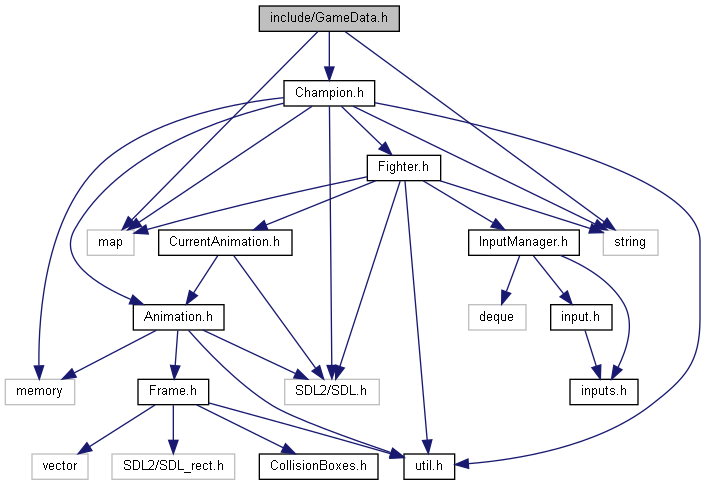 include/GameData.h
Champion.h
Fighter.h
map
CurrentAnimation.h
InputManager.h
string
Animation.h
deque
input.h
memory
Frame.h
SDL2/SDL.h
inputs.h
vector
SDL2/SDL_rect.h
CollisionBoxes.h
util.h